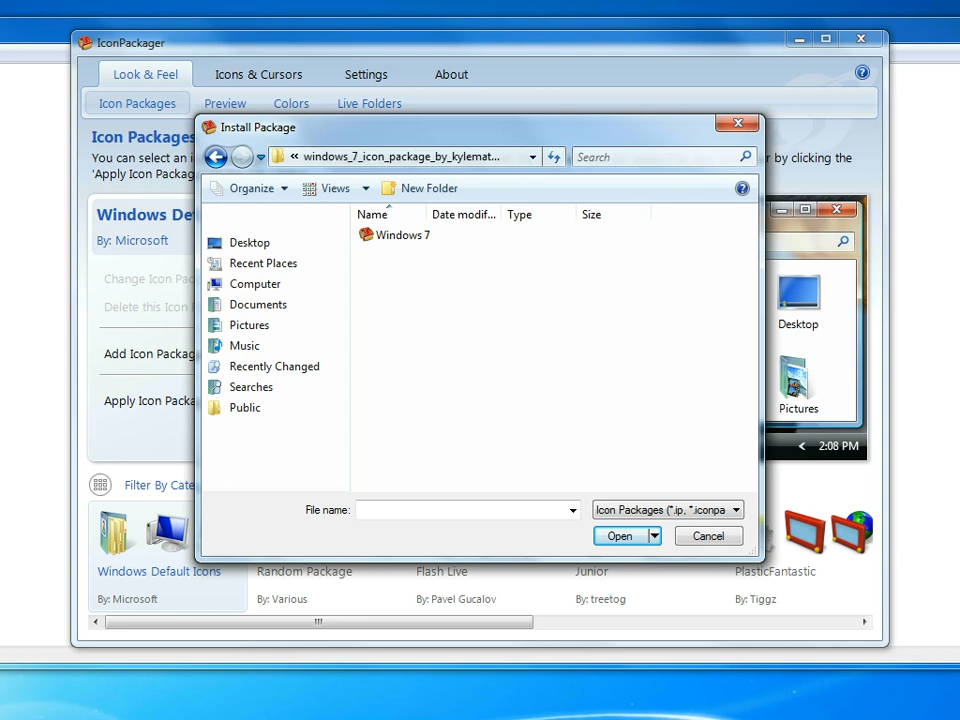 IconPackager
Look & Feel
Icons & Cursors
Settings
About
Icon Packages
Preview
Colors
Live Folders
Icon Packages
You can select an i
r by clicking the
'Apply Icon Packag
Windows De
By: Microsoft
Change Icon Pac
Delete this Icon
Add Icon Packag
Apply Icon Packa
Install Package
« windows_7_icon_package_by_kylemat...
Search
Organize
Views
New Folder
Name
Date modif...
Type
Size
Windows 7
Desktop
Recent Places
Computer
Documents
Pictures
Music
Recently Changed
Searches
Public
File name:
Icon Packages (*.ip, *.iconpa
Open
Cancel
Desktop
Pictures
< 2:08 PM
Filter By Cate
Windows Default Icons
By: Microsoft
Random Package
By: Various
Flash Live
By: Pavel Gucalov
Junior
By: treetog
PlasticFantastic
By: Tiggz